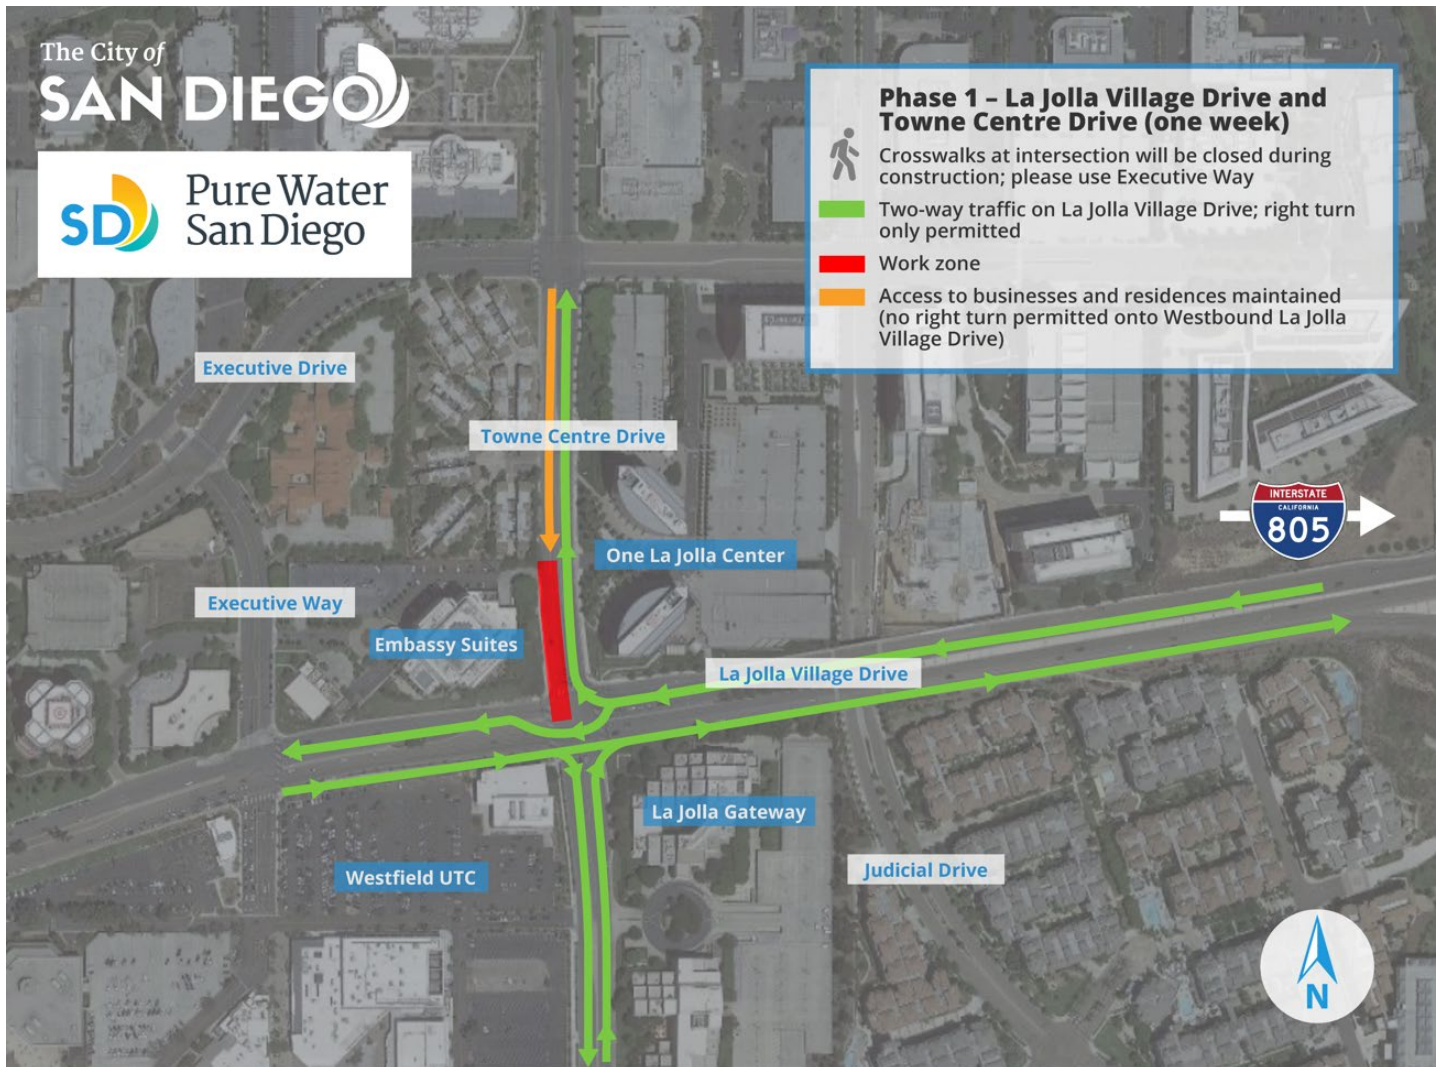 The City of
SAN DIEGO
SD
Pure Water
San Diego
Phase 1 – La Jolla Village Drive and
Towne Centre Drive (one week)
Crosswalks at intersection will be closed during
construction; please use Executive Way
Two-way traffic on La Jolla Village Drive; right turn
only permitted
Work zone
Access to businesses and residences maintained
(no right turn permitted onto Westbound La Jolla
Village Drive)
Executive Drive
Towne Centre Drive
INTERSTATE
CALIFORNIA
805
One La Jolla Center
Executive Way
Embassy Suites
La Jolla Village Drive
La Jolla Gateway
Westfield UTC
Judicial Drive
N